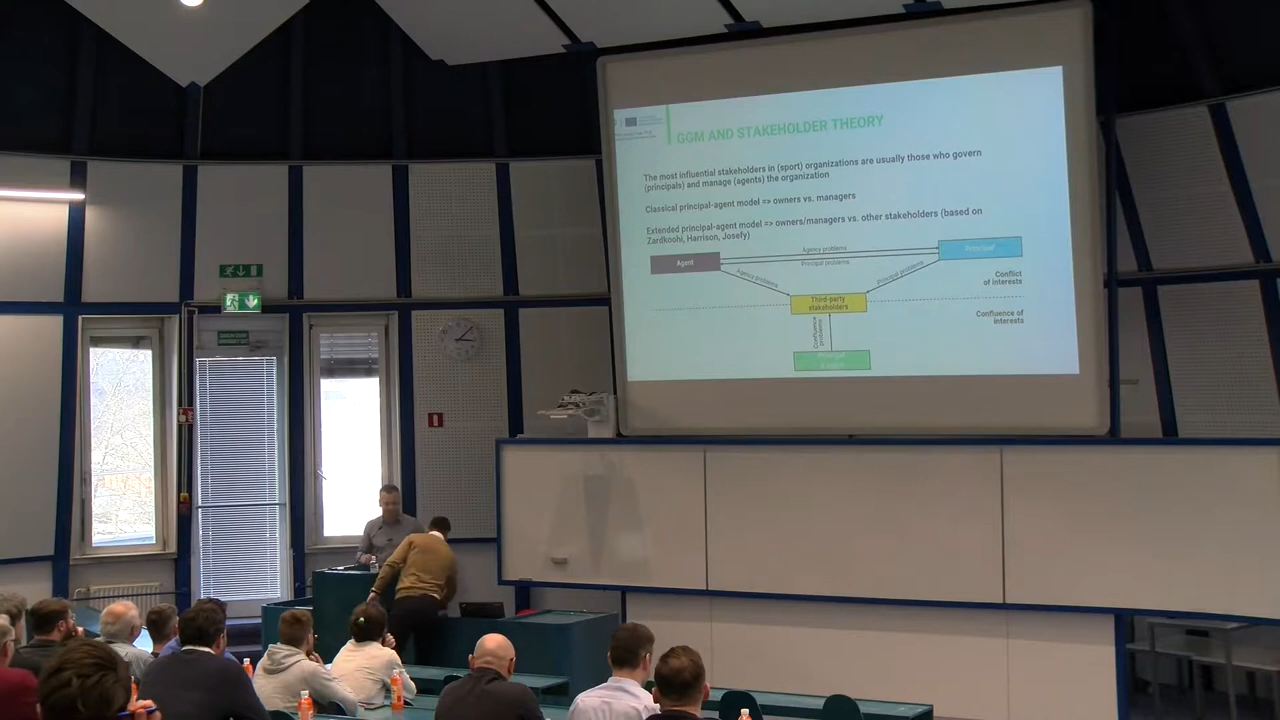 GGM AND STAKEHOLDER THEORY
The most influential stakeholders in (sport) organizations are usually those who govern
(principals) and manage (agents) the organization
Classical principal-agent model => owners vs. managers
Extended principal-agent model => owners/managers vs. other stakeholders (based on
Zardkoohi, Harrison, Josefy)
Agency problems
Principal
Agent
Principal problems
Agency problems
Principal problems
Conflict
of interests
Third-party
stakeholders
Confluence of
interests
Confluence
problems
Principal